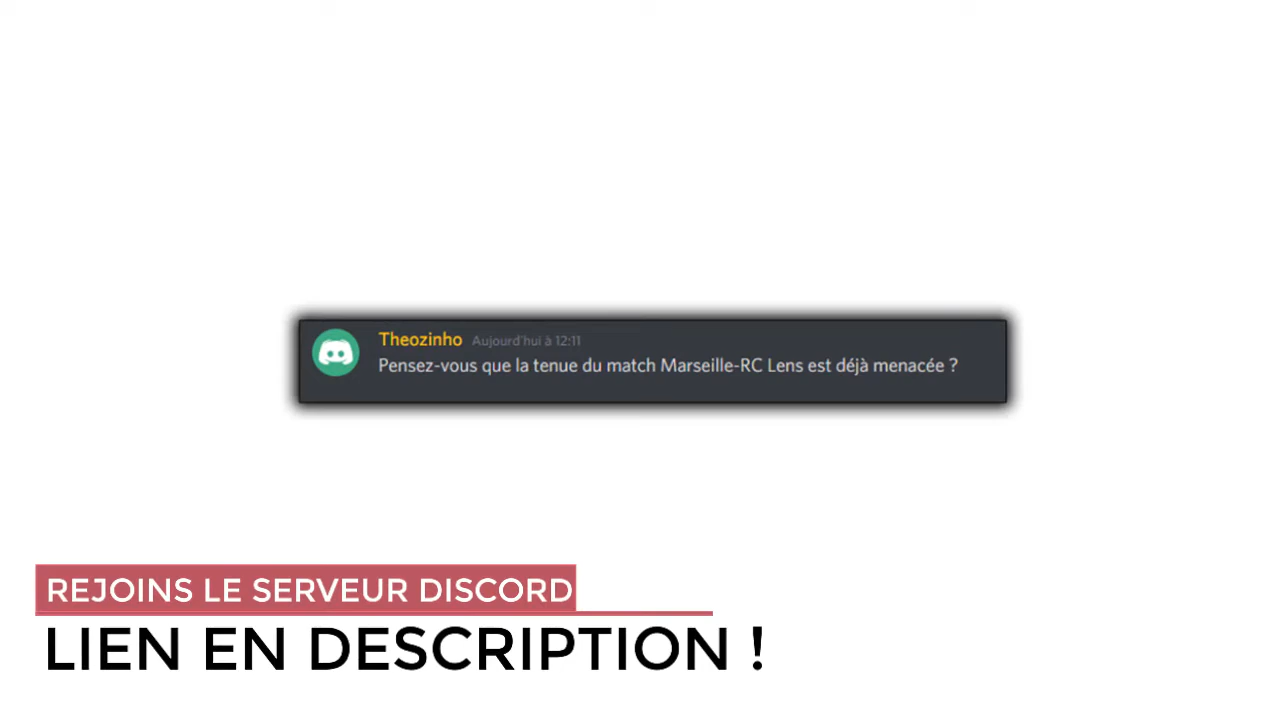 Theozinho Aujourd'hui à 12:11
Pensez-vous que la tenue du match Marseille-RC Lens est déjà menacée ?
REJOINS LE SERVEUR DISCORD
LIEN EN DESCRIPTION !